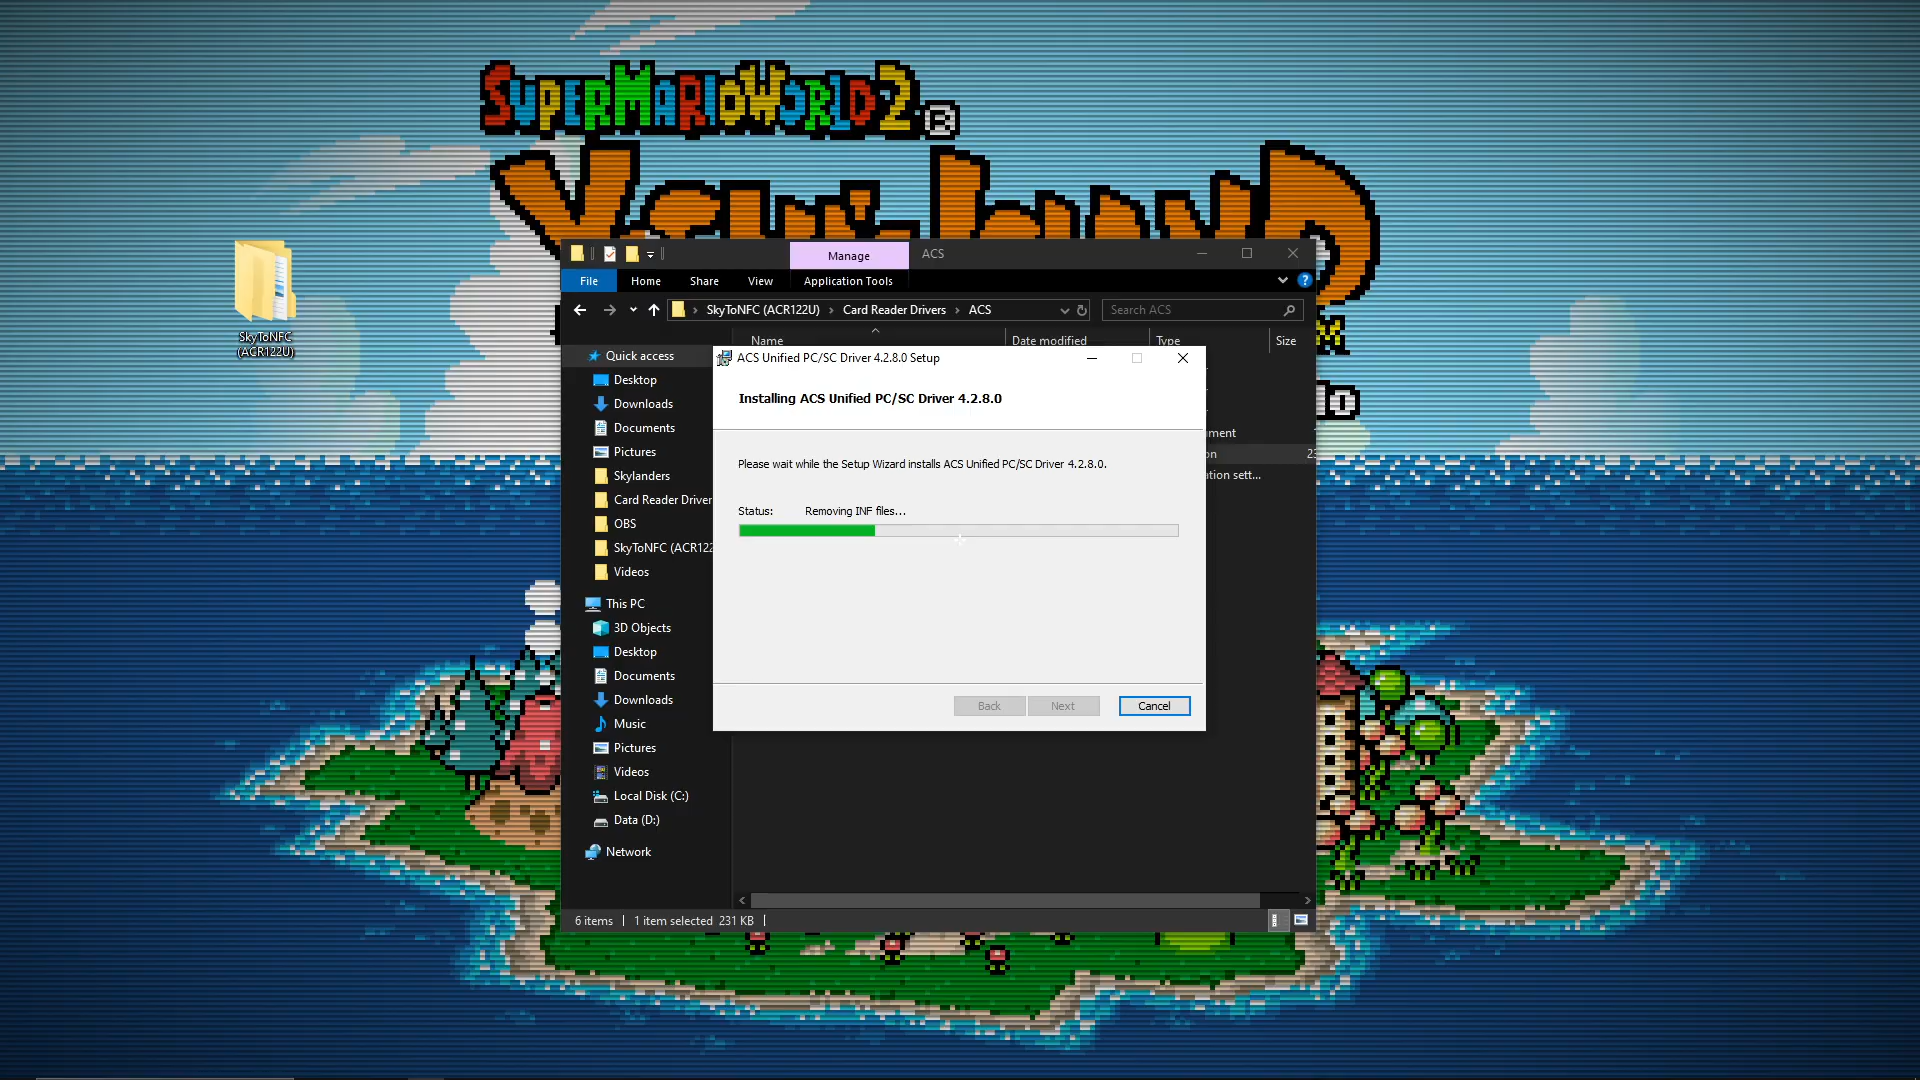 SUPER MARIO WORLD 2®
SkyToNFC
(ACR122U)
Manage
ACS
File
Home
Share
View
Application Tools
SkyToNFC (ACR122U)
Card Reader Drivers
ACS
Search ACS
Name
Date modified
Type
Size
Quick access
Desktop
Downloads
Documents
Pictures
Skylanders
Card Reader Driver
OBS
SkyToNFC (ACR122
Videos
This PC
3D Objects
Desktop
Documents
Downloads
Music
Pictures
Videos
Local Disk (C:)
Data (D:)
Network
ACS Unified PC/SC Driver 4.2.8.0 Setup
Installing ACS Unified PC/SC Driver 4.2.8.0
Please wait while the Setup Wizard installs ACS Unified PC/SC Driver 4.2.8.0.
Status:
Removing INF files...
Back
Next
Cancel
6 items
1 item selected 231 KB